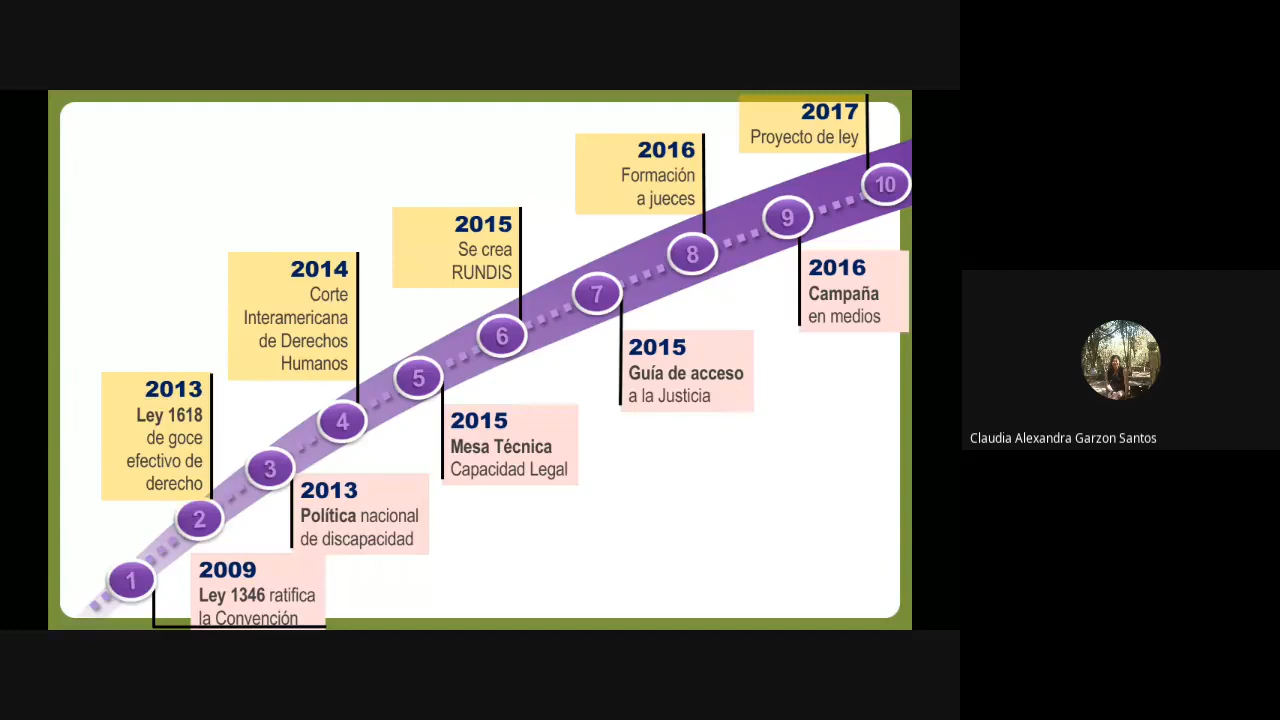 1
2009
Ley 1346 ratifica
la Convención
2
2013
Ley 1618
de goce
efectivo de
derecho
3
2013
Política nacional
de discapacidad
4
2014
Corte
Interamericana
de Derechos
Humanos
5
2015
Mesa Técnica
Capacidad Legal
6
2015
Se crea
RUNDIS
7
2015
Guía de acceso
a la Justicia
8
2016
Formación
a jueces
9
2016
Campaña
en medios
10
2017
Proyecto de ley
Claudia Alexandra Garzon Santos